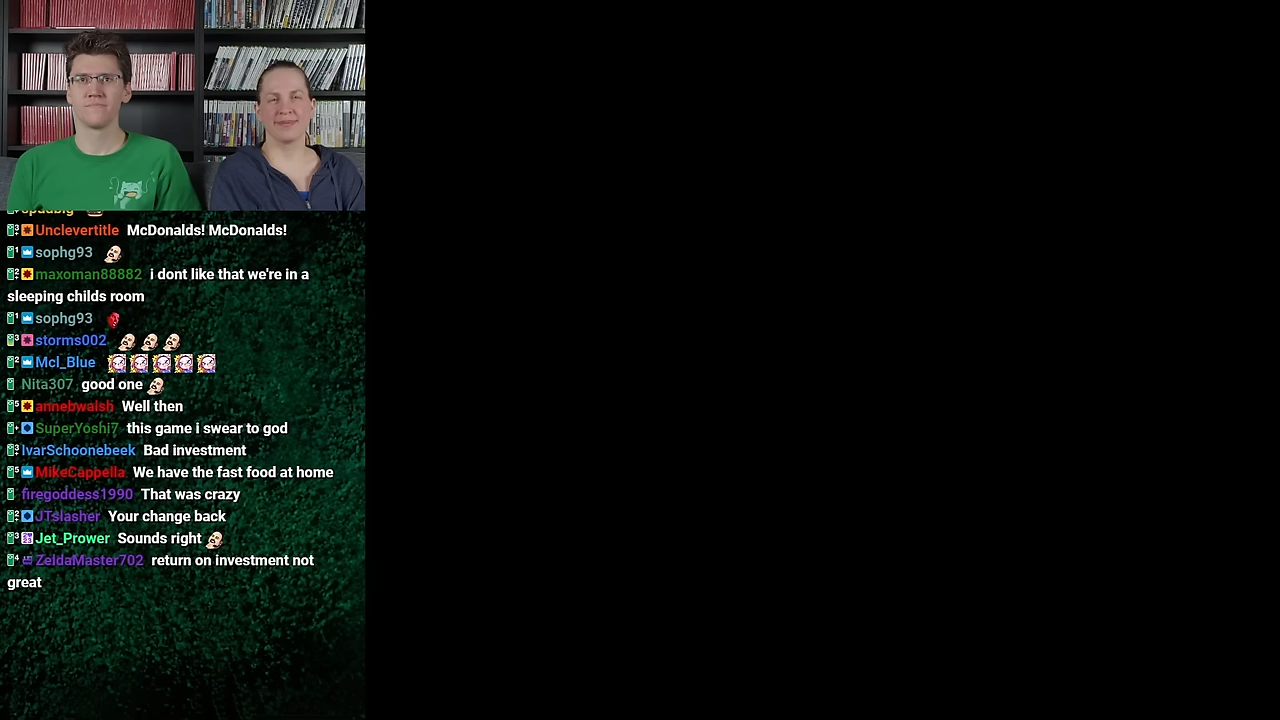 Unclevertitle McDonalds! McDonalds!
sophg93
maxoman88882 i dont like that we're in a
sleeping childs room
sophg93
storms002
Mcl_Blue
Nita307 good one
annebwalsh Well then
SuperYoshi7 this game i swear to god
IvarSchoonebeek Bad investment
MikeCappella We have the fast food at home
firegoddess1990 That was crazy
JTslasher Your change back
Jet_Prower Sounds right
ZeldaMaster702 return on investment not
great